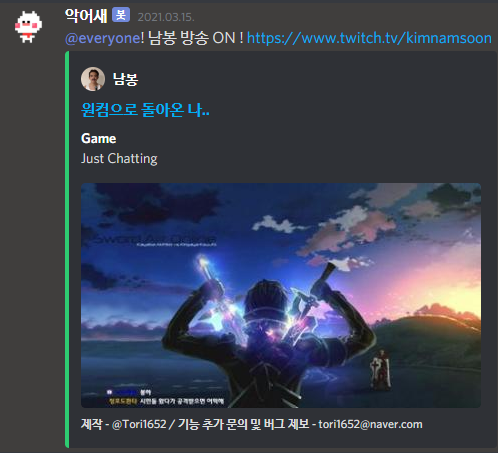 악어새 봇 2021.03.15.
@everyone! 남봉 방송 ON ! https://www.twitch.tv/kimnamsoon
남봉
원컴으로 돌아온 나..
Game
Just Chatting
Sword Art Online
봉하
시민들 왔다가 공격받으면 어떡해
제작 - @Tori1652 / 기능 추가 문의 및 버그 제보 - tori1652@naver.com